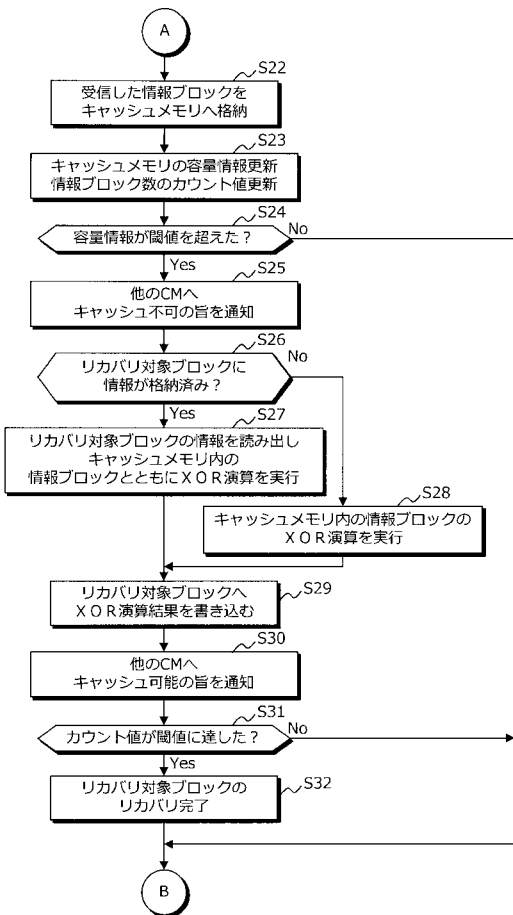 A
S22
受信した情報ブロックを
キャッシュメモリへ格納
S23
キャッシュメモリの容量情報更新
情報ブロック数のカウント値更新
S24
容量情報が閾値を超えた？
No
Yes
S25
他のCMへ
キャッシュ不可の旨を通知
S26
リカバリ対象ブロックに
情報が格納済み？
No
Yes
S27
リカバリ対象ブロックの情報を読み出し
キャッシュメモリ内の
情報ブロックとともにＸＯＲ演算を実行
S28
キャッシュメモリ内の情報ブロックの
ＸＯＲ演算を実行
S29
リカバリ対象ブロックへ
ＸＯＲ演算結果を書き込む
S30
他のCMへ
キャッシュ可能の旨を通知
S31
カウント値が閾値に達した？
No
Yes
S32
リカバリ対象ブロックの
リカバリ完了
B